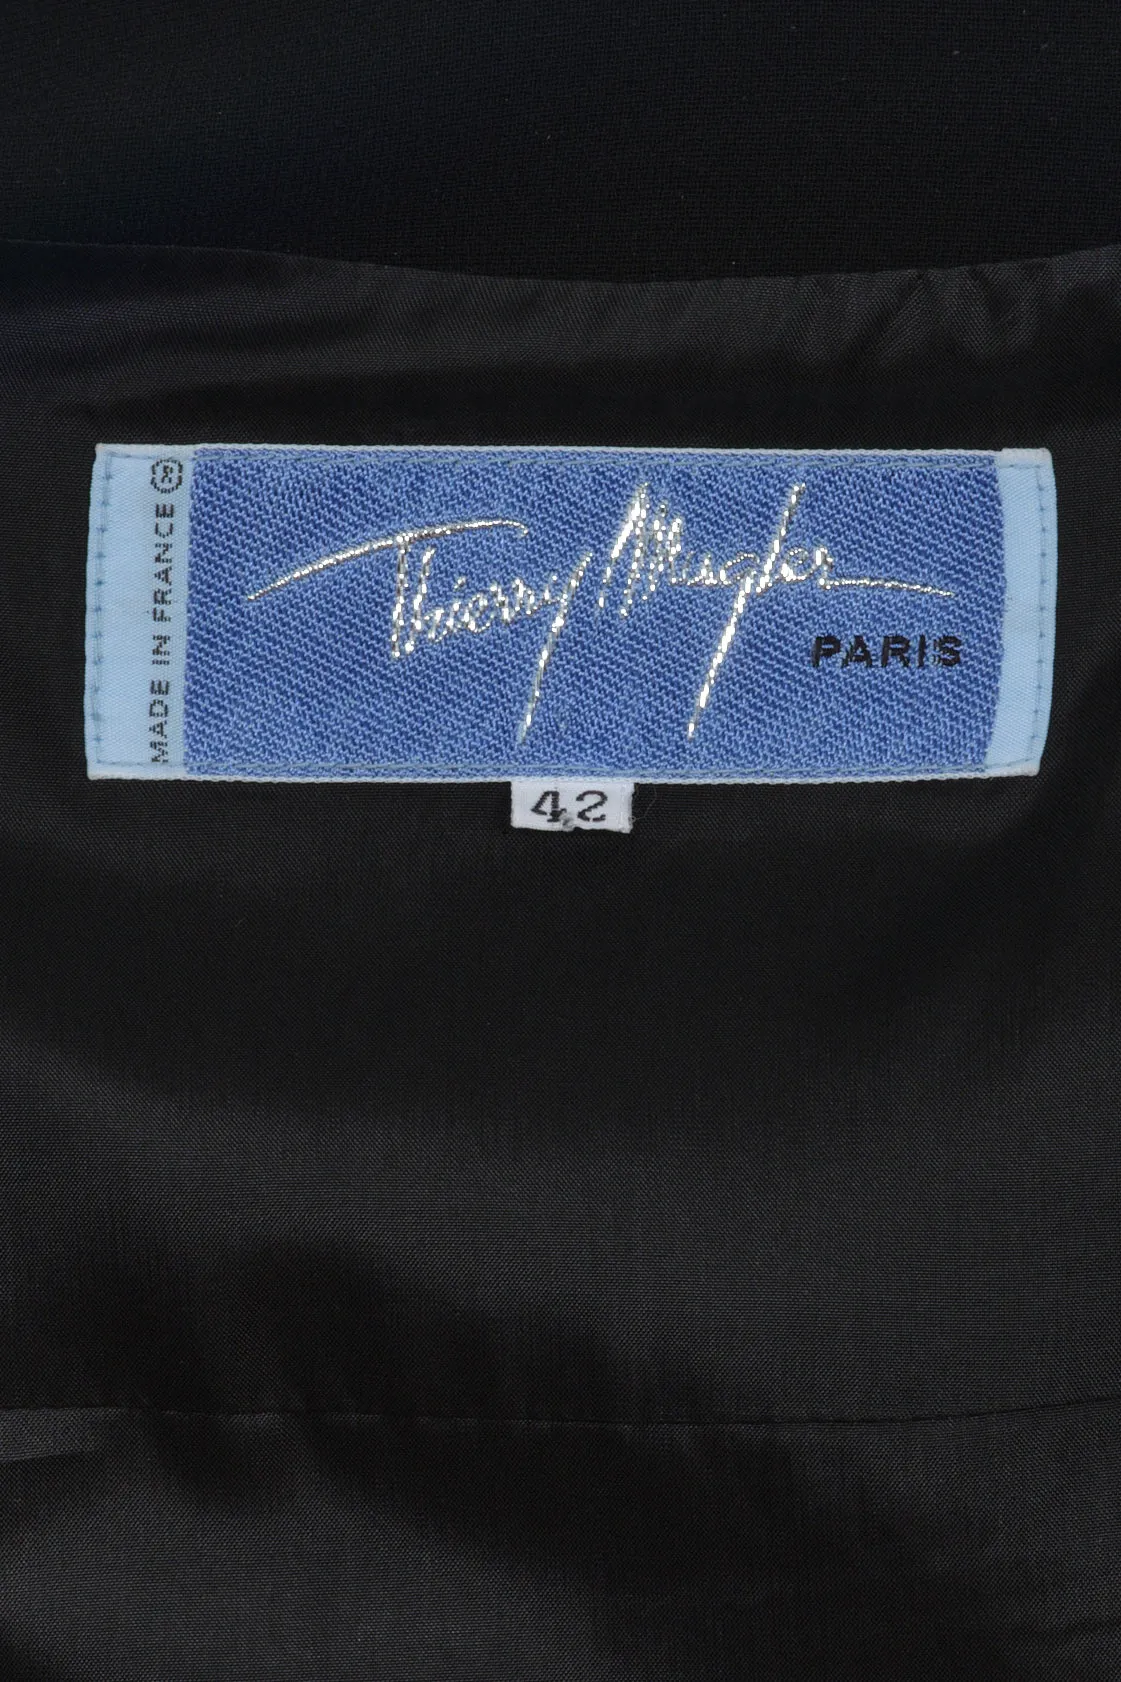 MADE IN FRANCE
Thierry Mugler
PARIS
42